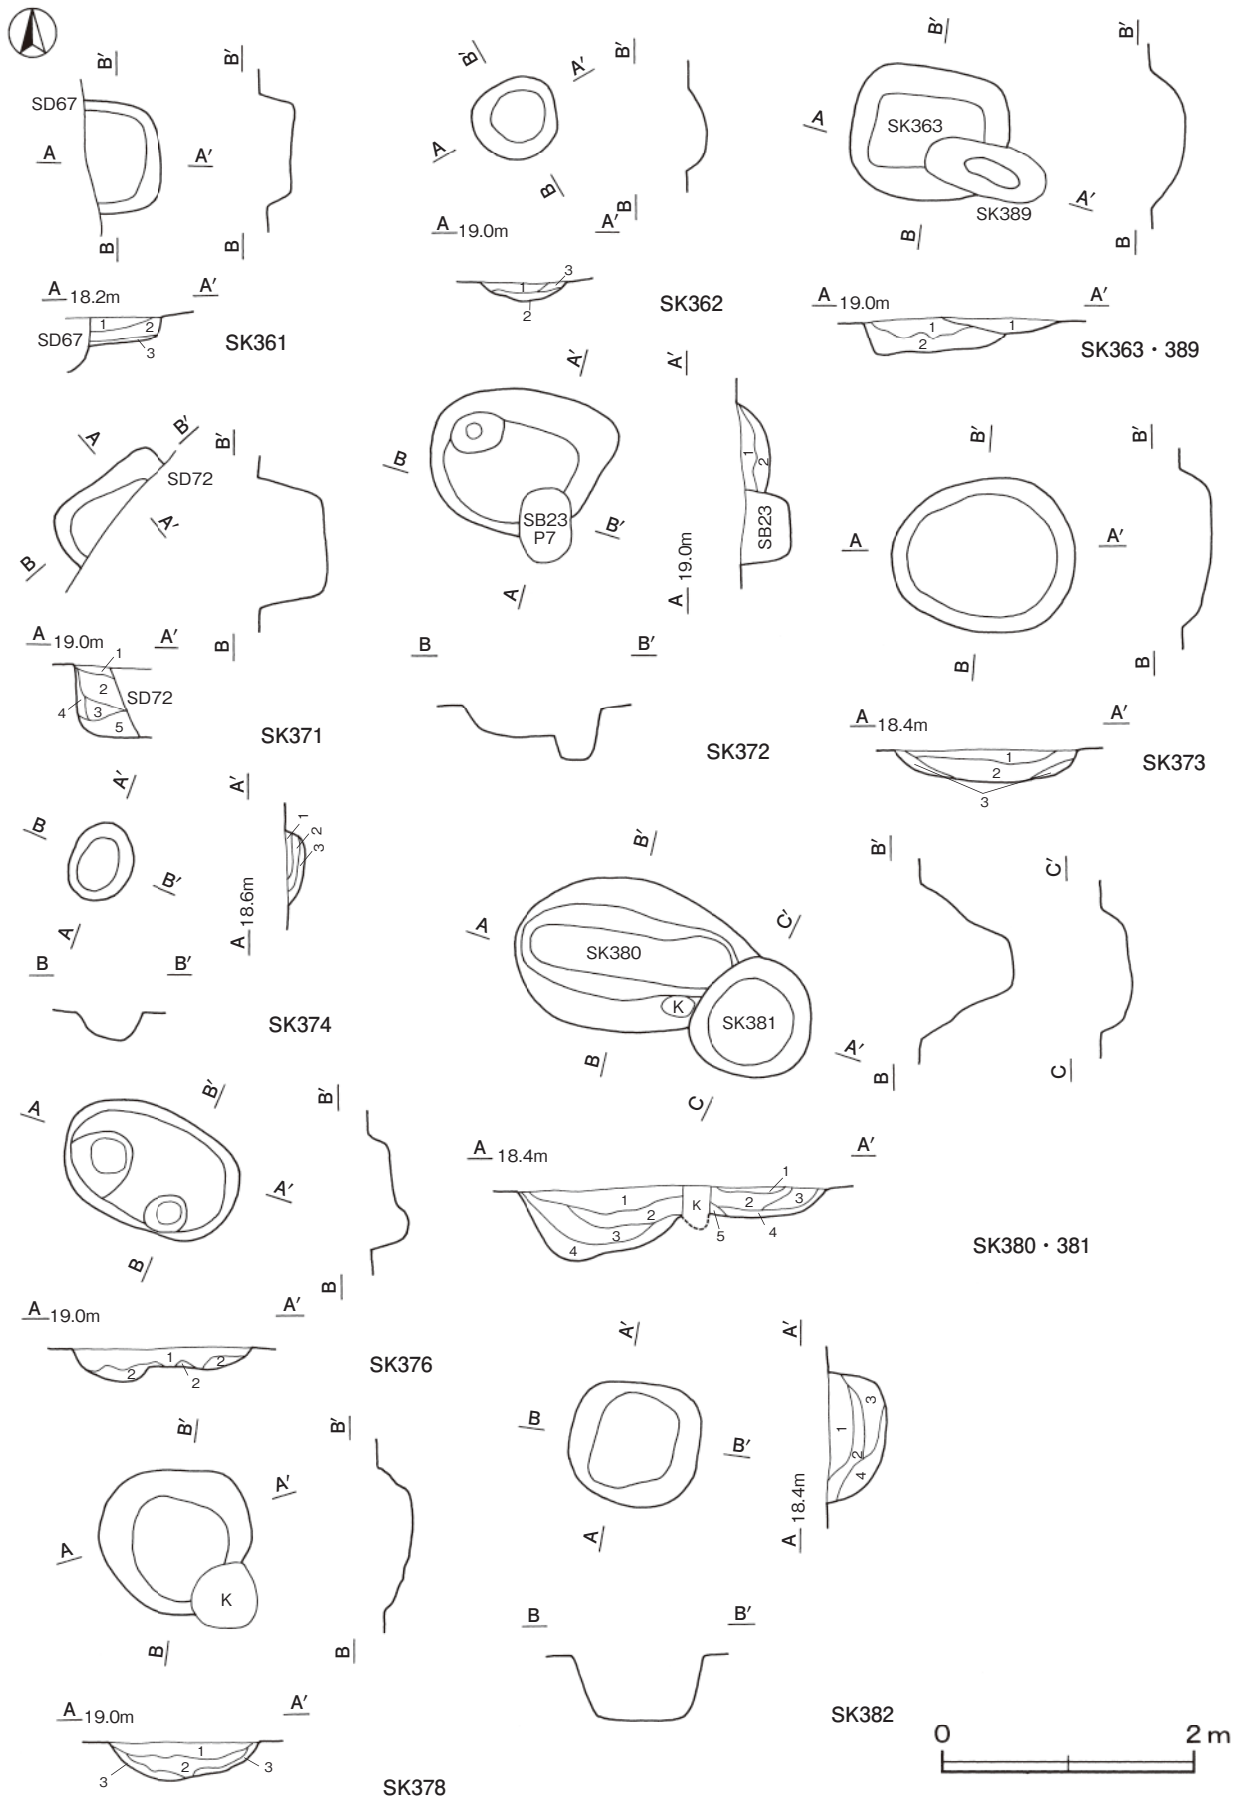 B′
SD67
A
A′
B
B′
B
A 18.2m
A′
1
2
SD67
3
SK361
B′
A′
A
B
B′
B
A 19.0m
A′
1
3
2
SK362
B′
A
SK363
SK389
A′
B
B′
B
A 19.0m
A′
1
1
2
SK363・389
A
B′
SD72
A′
B
B′
B
A 19.0m
A′
1
2
SD72
4
3
5
SK371
A′
B
SB23
P7
B′
A
A′
1
2
SB23
A 19.0m
B
B′
SK372
B′
A
A′
B
B′
B
A 18.4m
A′
1
2
3
SK373
A′
B
B′
A
A′
1
2
3
A 18.6m
B
B′
SK374
B′
A
C′
SK380
K
SK381
A′
B
C
B′
B
C′
C
A 18.4m
A′
1
1
K
2
3
2
3
5
4
4
SK380・381
B′
A
A′
B
B′
B
A 19.0m
A′
1
2
2
2
SK376
B′
A′
A
K
B
B′
B
A 19.0m
A′
1
2
3
3
SK378
A′
B
B′
A
A′
3
1
2
4
A 18.4m
B
B′
SK382
0
2 m